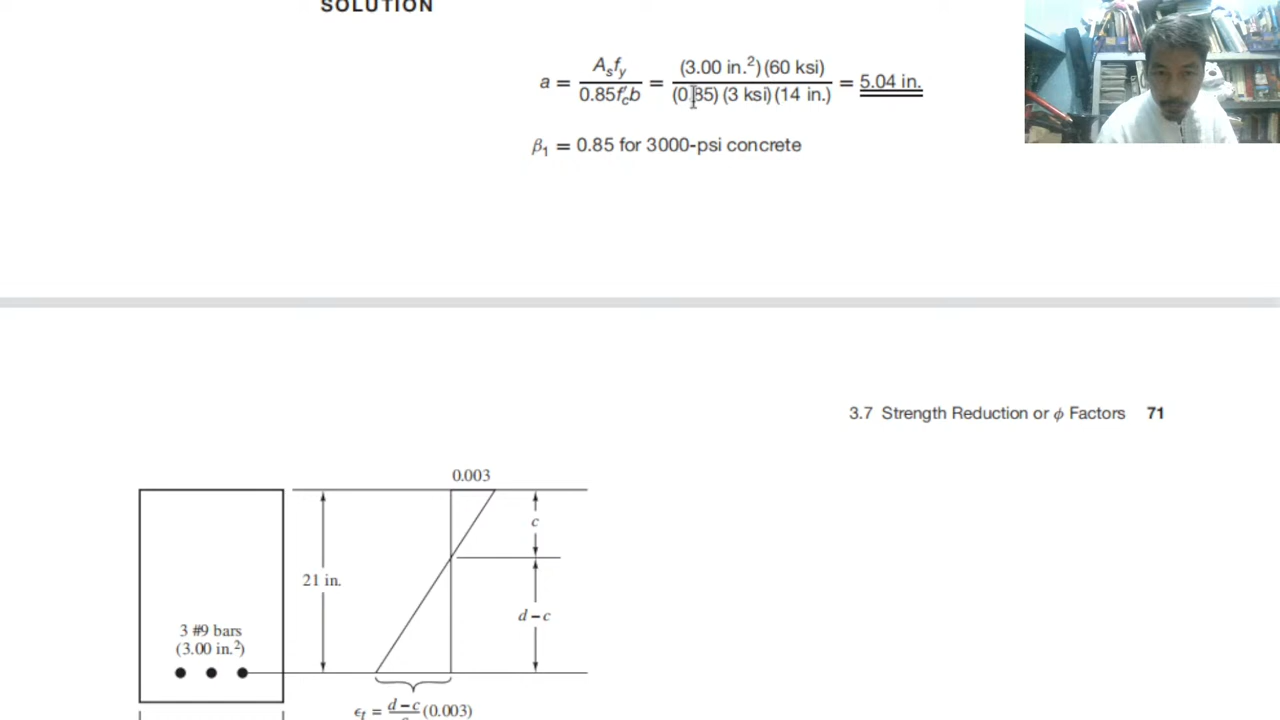 SOLUTION
a = A_s f_y / 0.85f'_c b = (3.00 in.²) (60 ksi) / (0.85) (3 ksi) (14 in.) = 5.04 in.
β₁ = 0.85 for 3000-psi concrete
3.7 Strength Reduction or ϕ Factors 71
0.003
c
21 in.
d – c
3 #9 bars
(3.00 in.²)
ϵ_t = d – c / c (0.003)